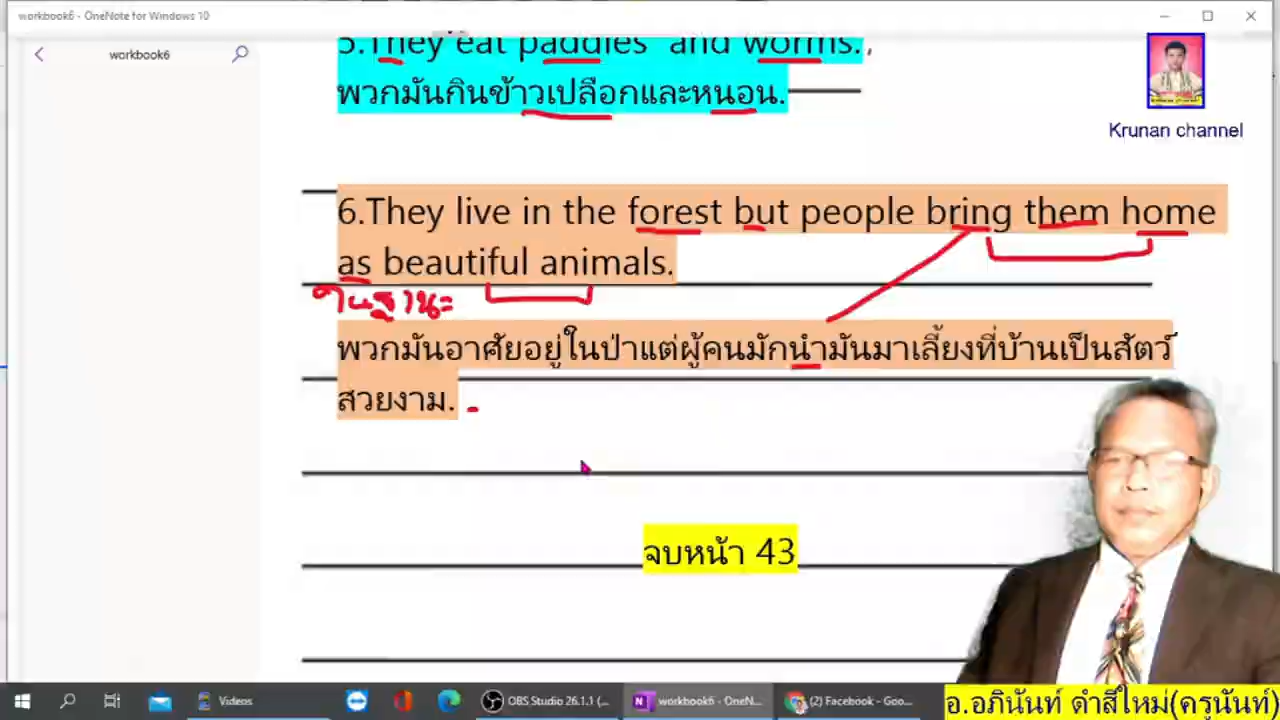 workbook6 - OneNote for Windows 10
workbook6
5.They eat paddies and worms.
พวกมันกินข้าวเปลือกและหนอน.
Krunan channel
6.They live in the forest but people bring them home
as beautiful animals.
ในฐานะ
พวกมันอาศัยอยู่ในป่าแต่ผู้คนมักนำมันมาเลี้ยงที่บ้านเป็นสัตว์
สวยงาม.
จบหน้า 43
Videos
OBS Studio 26.1.1 (...
workbook6 - OneN...
(2) Facebook - Goo...
อ.อภินันท์ ดำสีใหม่(ครูนันท์)